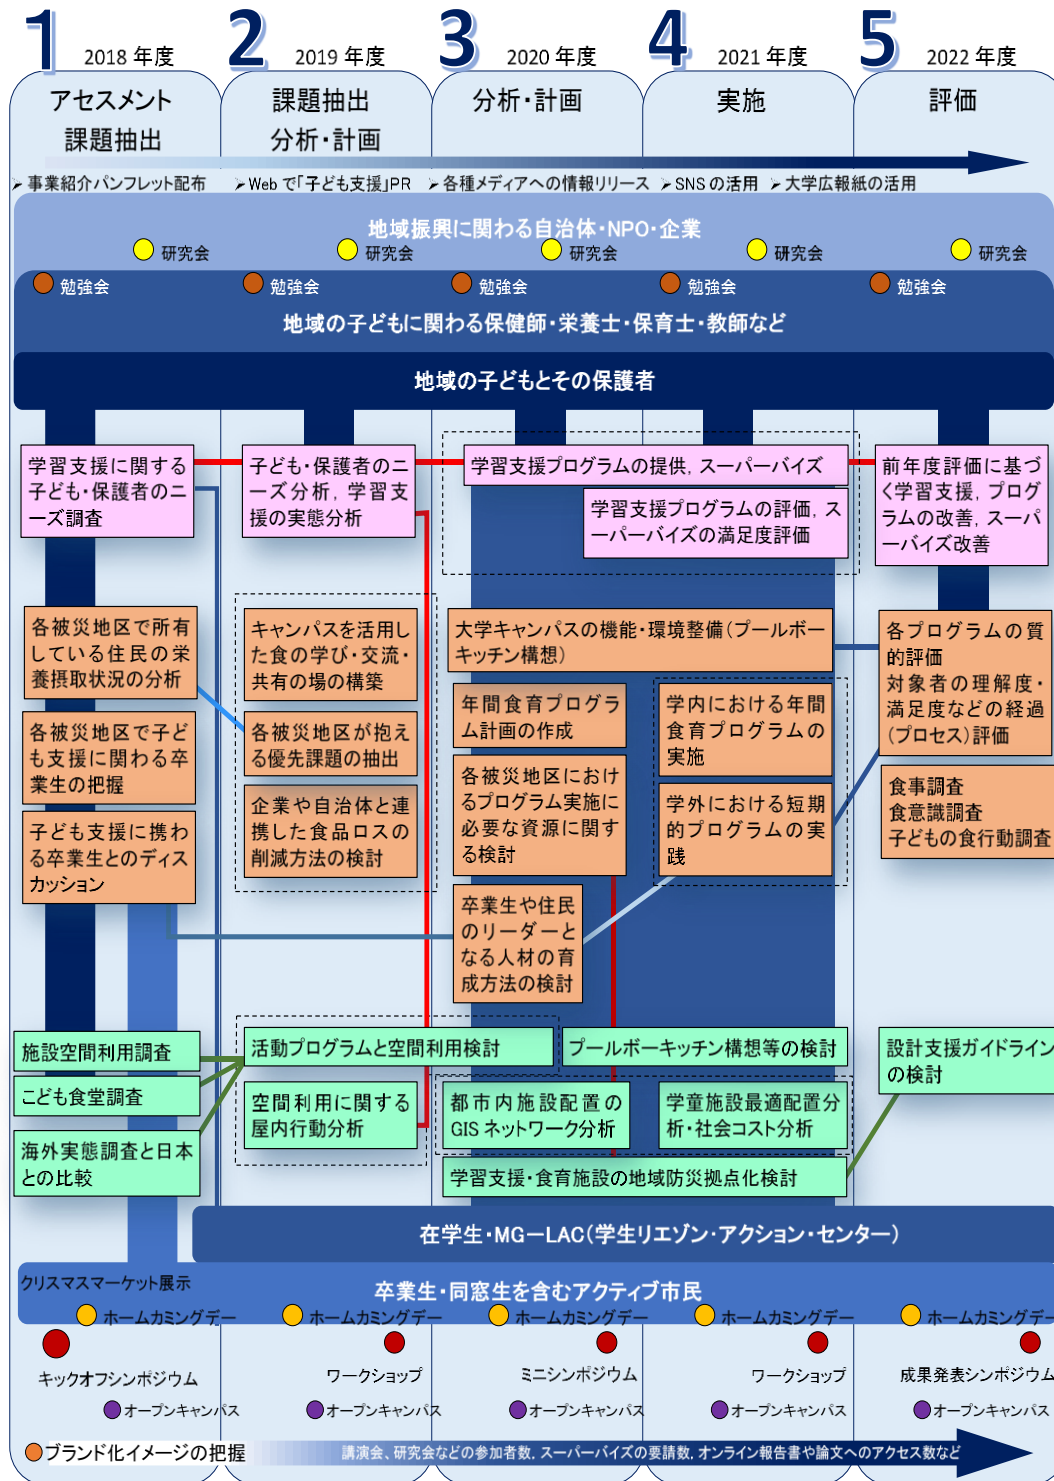 1 2018 年度
2 2019 年度
3 2020 年度
4 2021 年度
5 2022 年度
アセスメント
課題抽出
課題抽出
分析・計画
分析・計画
実施
評価
➢ 事業紹介パンフレット配布
➢ Web で「子ども支援」PR
➢ 各種メディアへの情報リリース
➢ SNS の活用
➢ 大学広報紙の活用
地域振興に関わる自治体・NPO・企業
研究会
研究会
研究会
研究会
研究会
勉強会
勉強会
勉強会
勉強会
勉強会
地域の子どもに関わる保健師・栄養士・保育士・教師など
地域の子どもとその保護者
学習支援に関する
子ども・保護者のニ
ーズ調査
子ども・保護者のニ
ーズ分析，学習支
援の実態分析
学習支援プログラムの提供，スーパーバイズ
学習支援プログラムの評価，ス
ーパーバイズの満足度評価
前年度評価に基づ
く学習支援，プログ
ラムの改善，スーパ
ーバイズ改善
各被災地区で所有
している住民の栄
養摂取状況の分析
各被災地区で子ど
も支援に関わる卒
業生の把握
子ども支援に携わ
る卒業生とのディス
カッション
キャンパスを活用し
た食の学び・交流・
共有の場の構築
各被災地区が抱え
る優先課題の抽出
企業や自治体と連
携した食品ロスの
削減方法の検討
大学キャンパスの機能・環境整備（プールボー
キッチン構想）
年間食育プログラ
ム計画の作成
各被災地区におけ
るプログラム実施に
必要な資源に関す
る検討
卒業生や住民
のリーダーと
なる人材の育
成方法の検討
学内における年間
食育プログラムの
実施
学外における短期
的プログラムの実
践
各プログラムの質
的評価
対象者の理解度・
満足度などの経過
（プロセス）評価
食事調査
食意識調査
子どもの食行動調査
施設空間利用調査
こども食堂調査
海外実態調査と日本
との比較
活動プログラムと空間利用検討
空間利用に関する
屋内行動分析
プールボーキッチン構想等の検討
都市内施設配置の
GIS ネットワーク分析
学童施設最適配置分
析・社会コスト分析
学習支援・食育施設の地域防災拠点化検討
設計支援ガイドライン
の検討
在学生・MG－LAC（学生リエゾン・アクション・センター）
クリスマスマーケット展示
卒業生・同窓生を含むアクティブ市民
ホームカミングデー
ホームカミングデー
ホームカミングデー
ホームカミングデー
ホームカミングデー
キックオフシンポジウム
ワークショップ
ミニシンポジウム
ワークショップ
成果発表シンポジウム
オープンキャンパス
オープンキャンパス
オープンキャンパス
オープンキャンパス
オープンキャンパス
ブランド化イメージの把握
講演会、研究会などの参加者数，スーパーバイズの要請数，オンライン報告書や論文へのアクセス数など